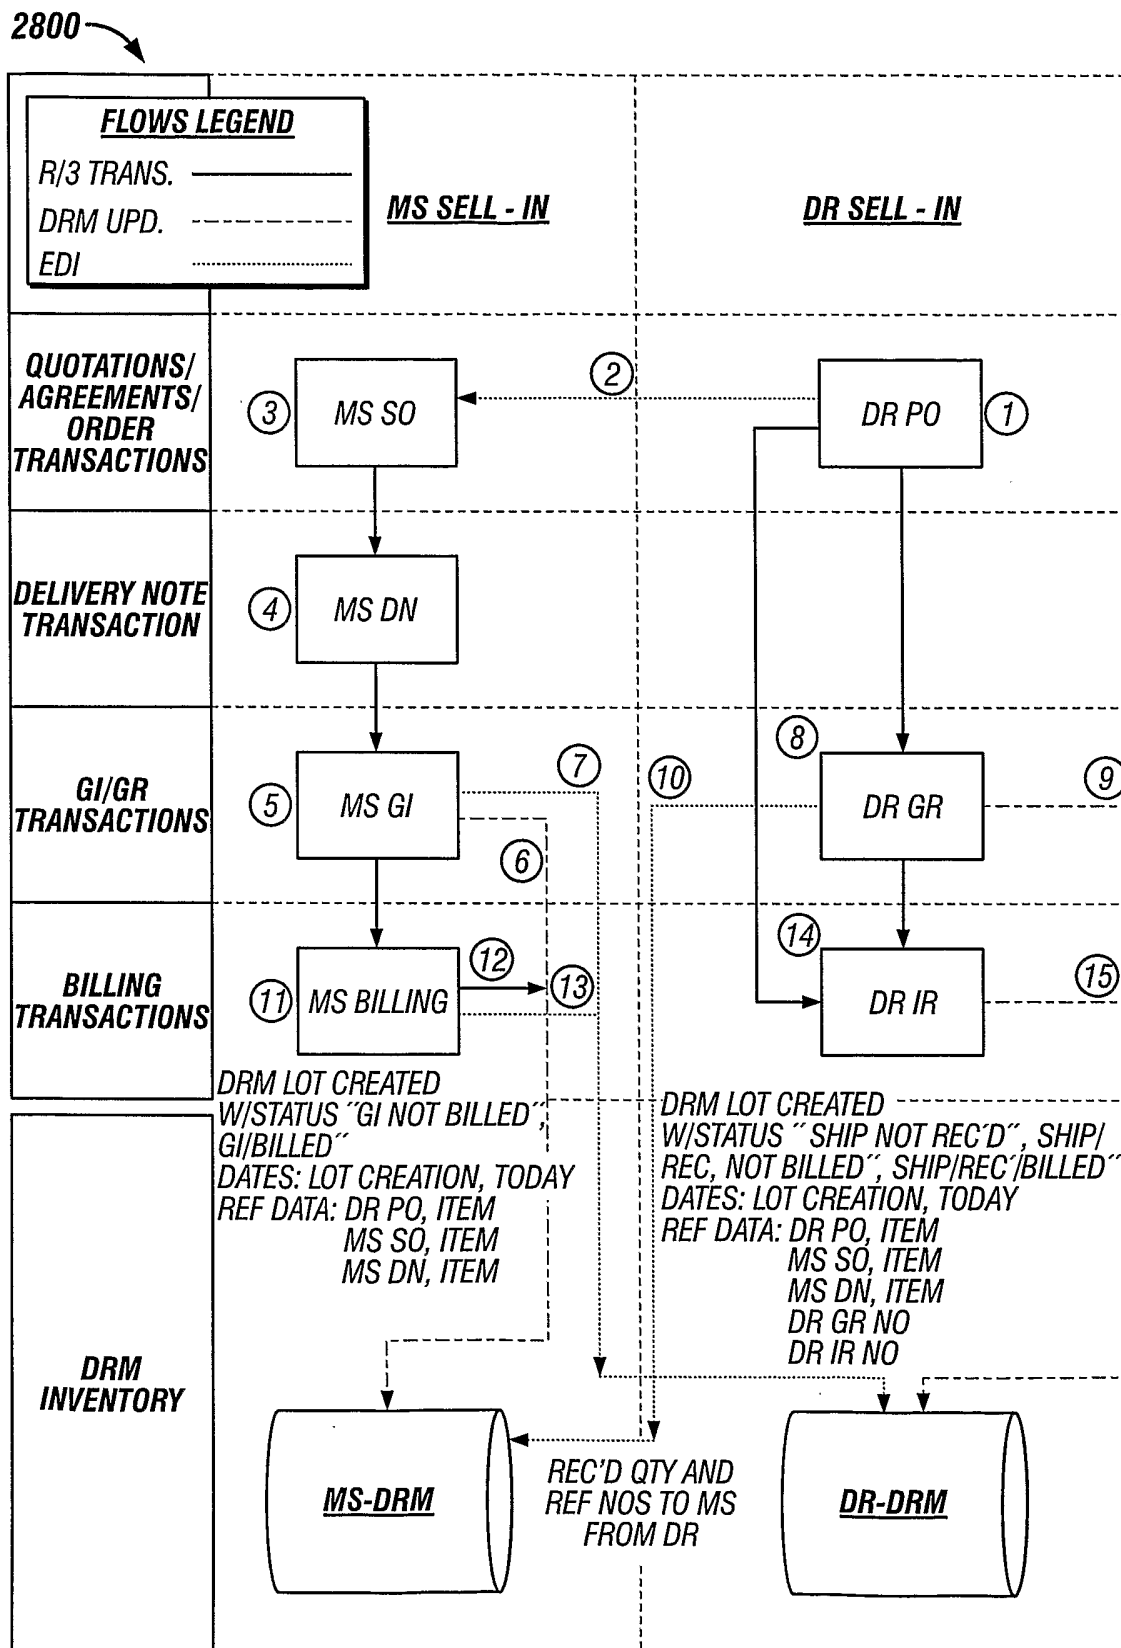 2800
FLOWS LEGEND
R/3 TRANS.
DRM UPD.
EDI
MS SELL - IN
DR SELL - IN
QUOTATIONS/
AGREEMENTS/
ORDER
TRANSACTIONS
3
MS SO
2
DR PO
1
DELIVERY NOTE
TRANSACTION
4
MS DN
GI/GR
TRANSACTIONS
5
MS GI
7
6
10
8
DR GR
9
BILLING
TRANSACTIONS
11
MS BILLING
12
13
14
DR IR
15
DRM LOT CREATED
W/STATUS ˝GI NOT BILLED˝,
GI/BILLED˝
DATES: LOT CREATION, TODAY
REF DATA: DR PO, ITEM
MS SO, ITEM
MS DN, ITEM
DRM LOT CREATED
W/STATUS ˝ SHIP NOT REC´D˝, SHIP/
REC, NOT BILLED˝, SHIP/REC´/BILLED˝
DATES: LOT CREATION, TODAY
REF DATA: DR PO, ITEM
MS SO, ITEM
MS DN, ITEM
DR GR NO
DR IR NO
DRM
INVENTORY
MS-DRM
REC'D QTY AND
REF NOS TO MS
FROM DR
DR-DRM